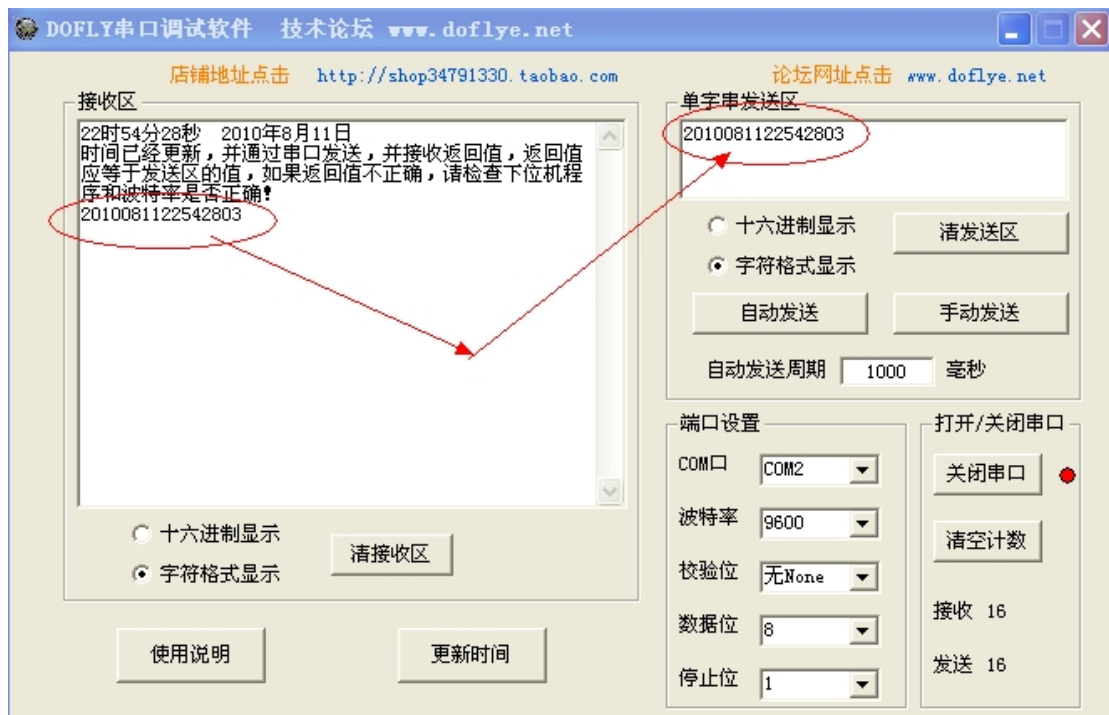 DOFLY串口调试软件 技术论坛 www.doflye.net
店铺地址点击 http://shop34791330.taobao.com
论坛网址点击 www.doflye.net
接收区
22时54分28秒 2010年8月11日
时间已经更新,并通过串口发送,并接收返回值,返回值
应等于发送区的值,如果返回值不正确,请检查下位机程
序和波特率是否正确!
2010081122542803
十六进制显示
字符格式显示
清接收区
使用说明
更新时间
单字串发送区
2010081122542803
十六进制显示
字符格式显示
清发送区
自动发送
手动发送
自动发送周期 1000 毫秒
端口设置
COM口 COM2
波特率 9600
校验位 无None
数据位 8
停止位 1
打开/关闭串口
关闭串口
清空计数
接收 16
发送 16